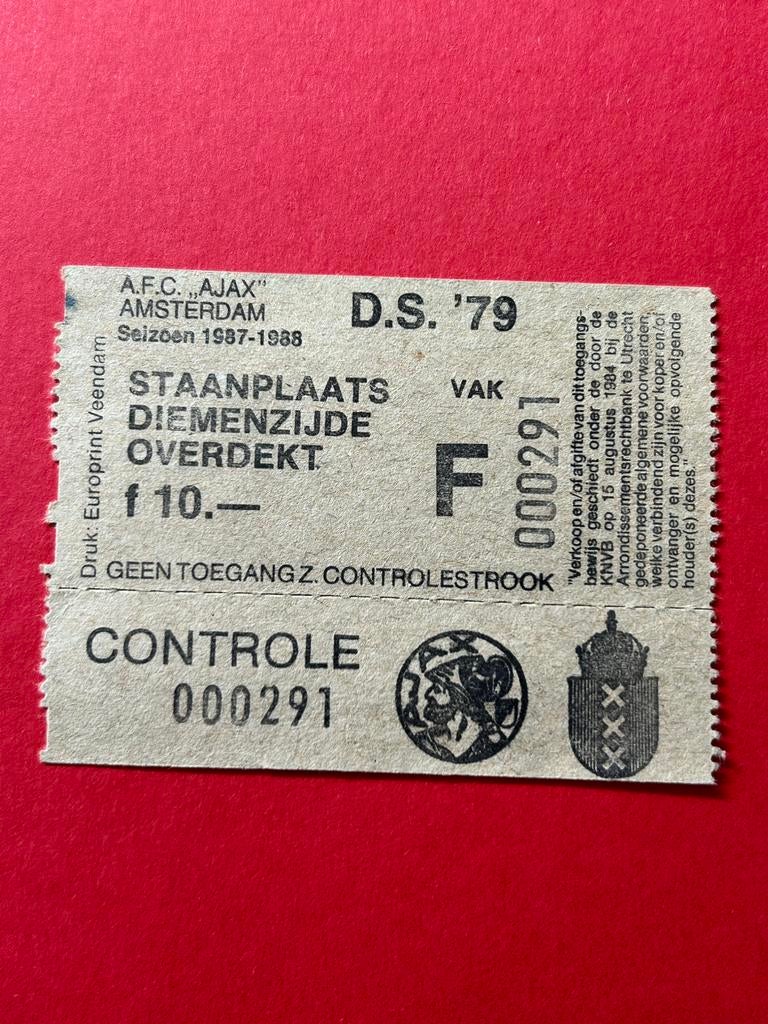 A.F.C. „AJAX”
AMSTERDAM
Seizoen 1987-1988
D.S. '79
STAANPLAATS
DIEMENZIJDE
OVERDEKT
f 10.—
VAK
F
000291
GEEN TOEGANG Z. CONTROLESTROOK
Druk: Europrint Veendam
"Verkoop en/of afgifte van dit toegangs-
bewijs geschiedt onder de door de
KNVB op 15 augustus 1984 bij de
Arrondissementsrechtbank te Utrecht
gedeponeerde algemene voorwaarden,
welke verbindend zijn voor koper en/of
ontvanger en mogelijke opvolgende
houder(s) dezes."
CONTROLE
000291
AJAX
XXX